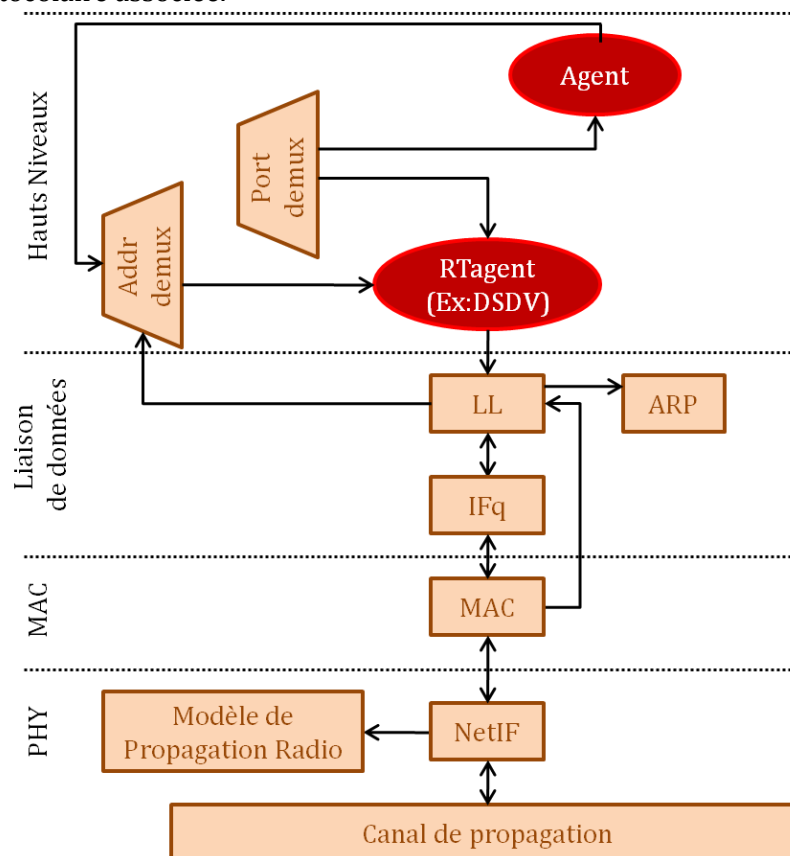 Hauts Niveaux
Agent
Port
demux
Addr
demux
RTagent
(Ex:DSDV)
Liaison
de données
LL
ARP
IFq
MAC
MAC
PHY
Modèle de
Propagation Radio
NetIF
Canal de propagation